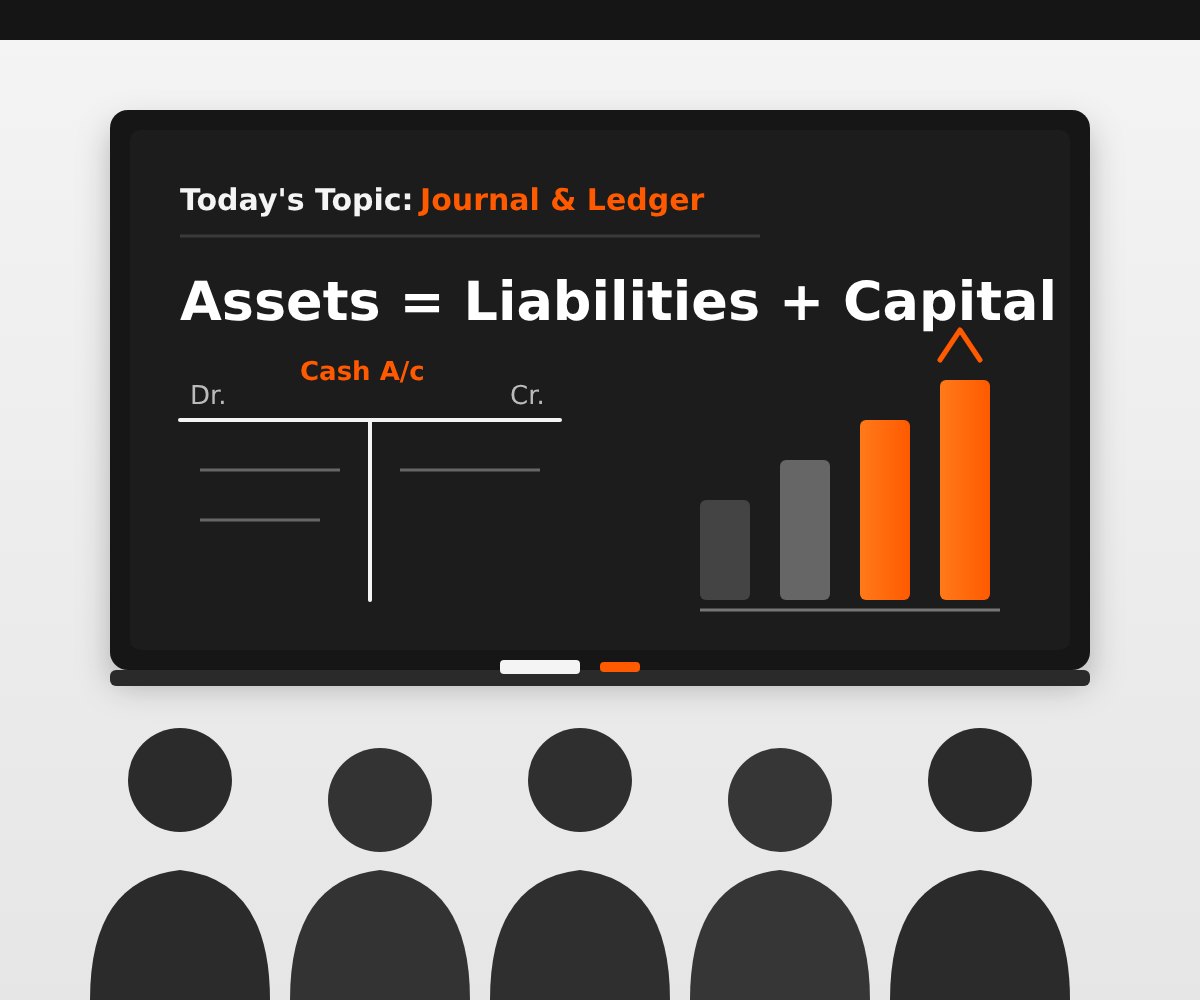 Today's Topic: Journal & Ledger
Assets = Liabilities + Capital
Cash A/c
Dr. Cr.